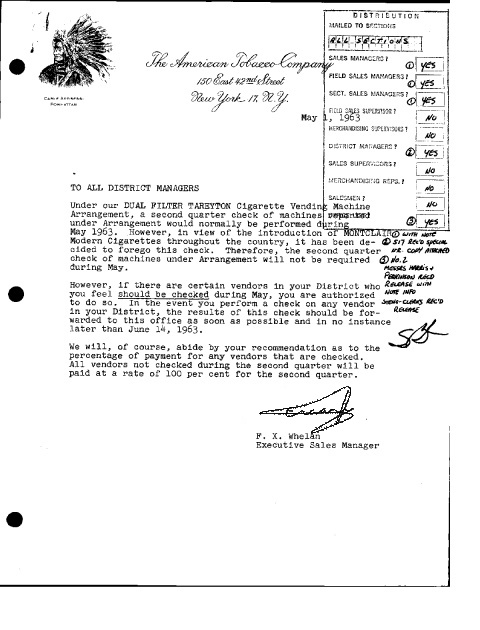 DISTRIBUTION
MAILED TO SECTIONS
ALL SECTIONS
SALES MANAGERS? ① YES
FIELD SALES MANAGERS? ① YES
SECT. SALES MANAGERS? ① YES
FIELD SALES SUPERVISOR? NO
MERCHANDISING SUPERVISORS? NO
DISTRICT MANAGERS? ② YES
SALES SUPERVISORS? NO
MERCHANDISING REPS.? NO
SALESMEN? NO
③ YES
CABLE ADDRESS:
POWHATTAN
The American Tobacco Company
150 East 42nd Street
New York 17, N.Y.
May 1, 1963
TO ALL DISTRICT MANAGERS
Under our DUAL FILTER TAREYTON Cigarette Vending Machine
Arrangement, a second quarter check of machines
under Arrangement would normally be performed during
May 1963. However, in view of the introduction of MONTCLAIR
Modern Cigarettes throughout the country, it has been de-
cided to forego this check. Therefore, the second quarter
check of machines under Arrangement will not be required
during May.
① WITH NOTE
② 517 REC'D SPECIAL
COPY ATTACHED
③ NO. 2
MESSRS HARRIS &
REC'D
RELEASE WITH
NOTE INFO
CLERKS REC'D
RELEASE
However, if there are certain vendors in your District who
you feel should be checked during May, you are authorized
to do so. In the event you perform a check on any vendor
in your District, the results of this check should be for-
warded to this office as soon as possible and in no instance
later than June 14, 1963.
We will, of course, abide by your recommendation as to the
percentage of payment for any vendors that are checked.
All vendors not checked during the second quarter will be
paid at a rate of 100 per cent for the second quarter.
F. X. Whelan
Executive Sales Manager